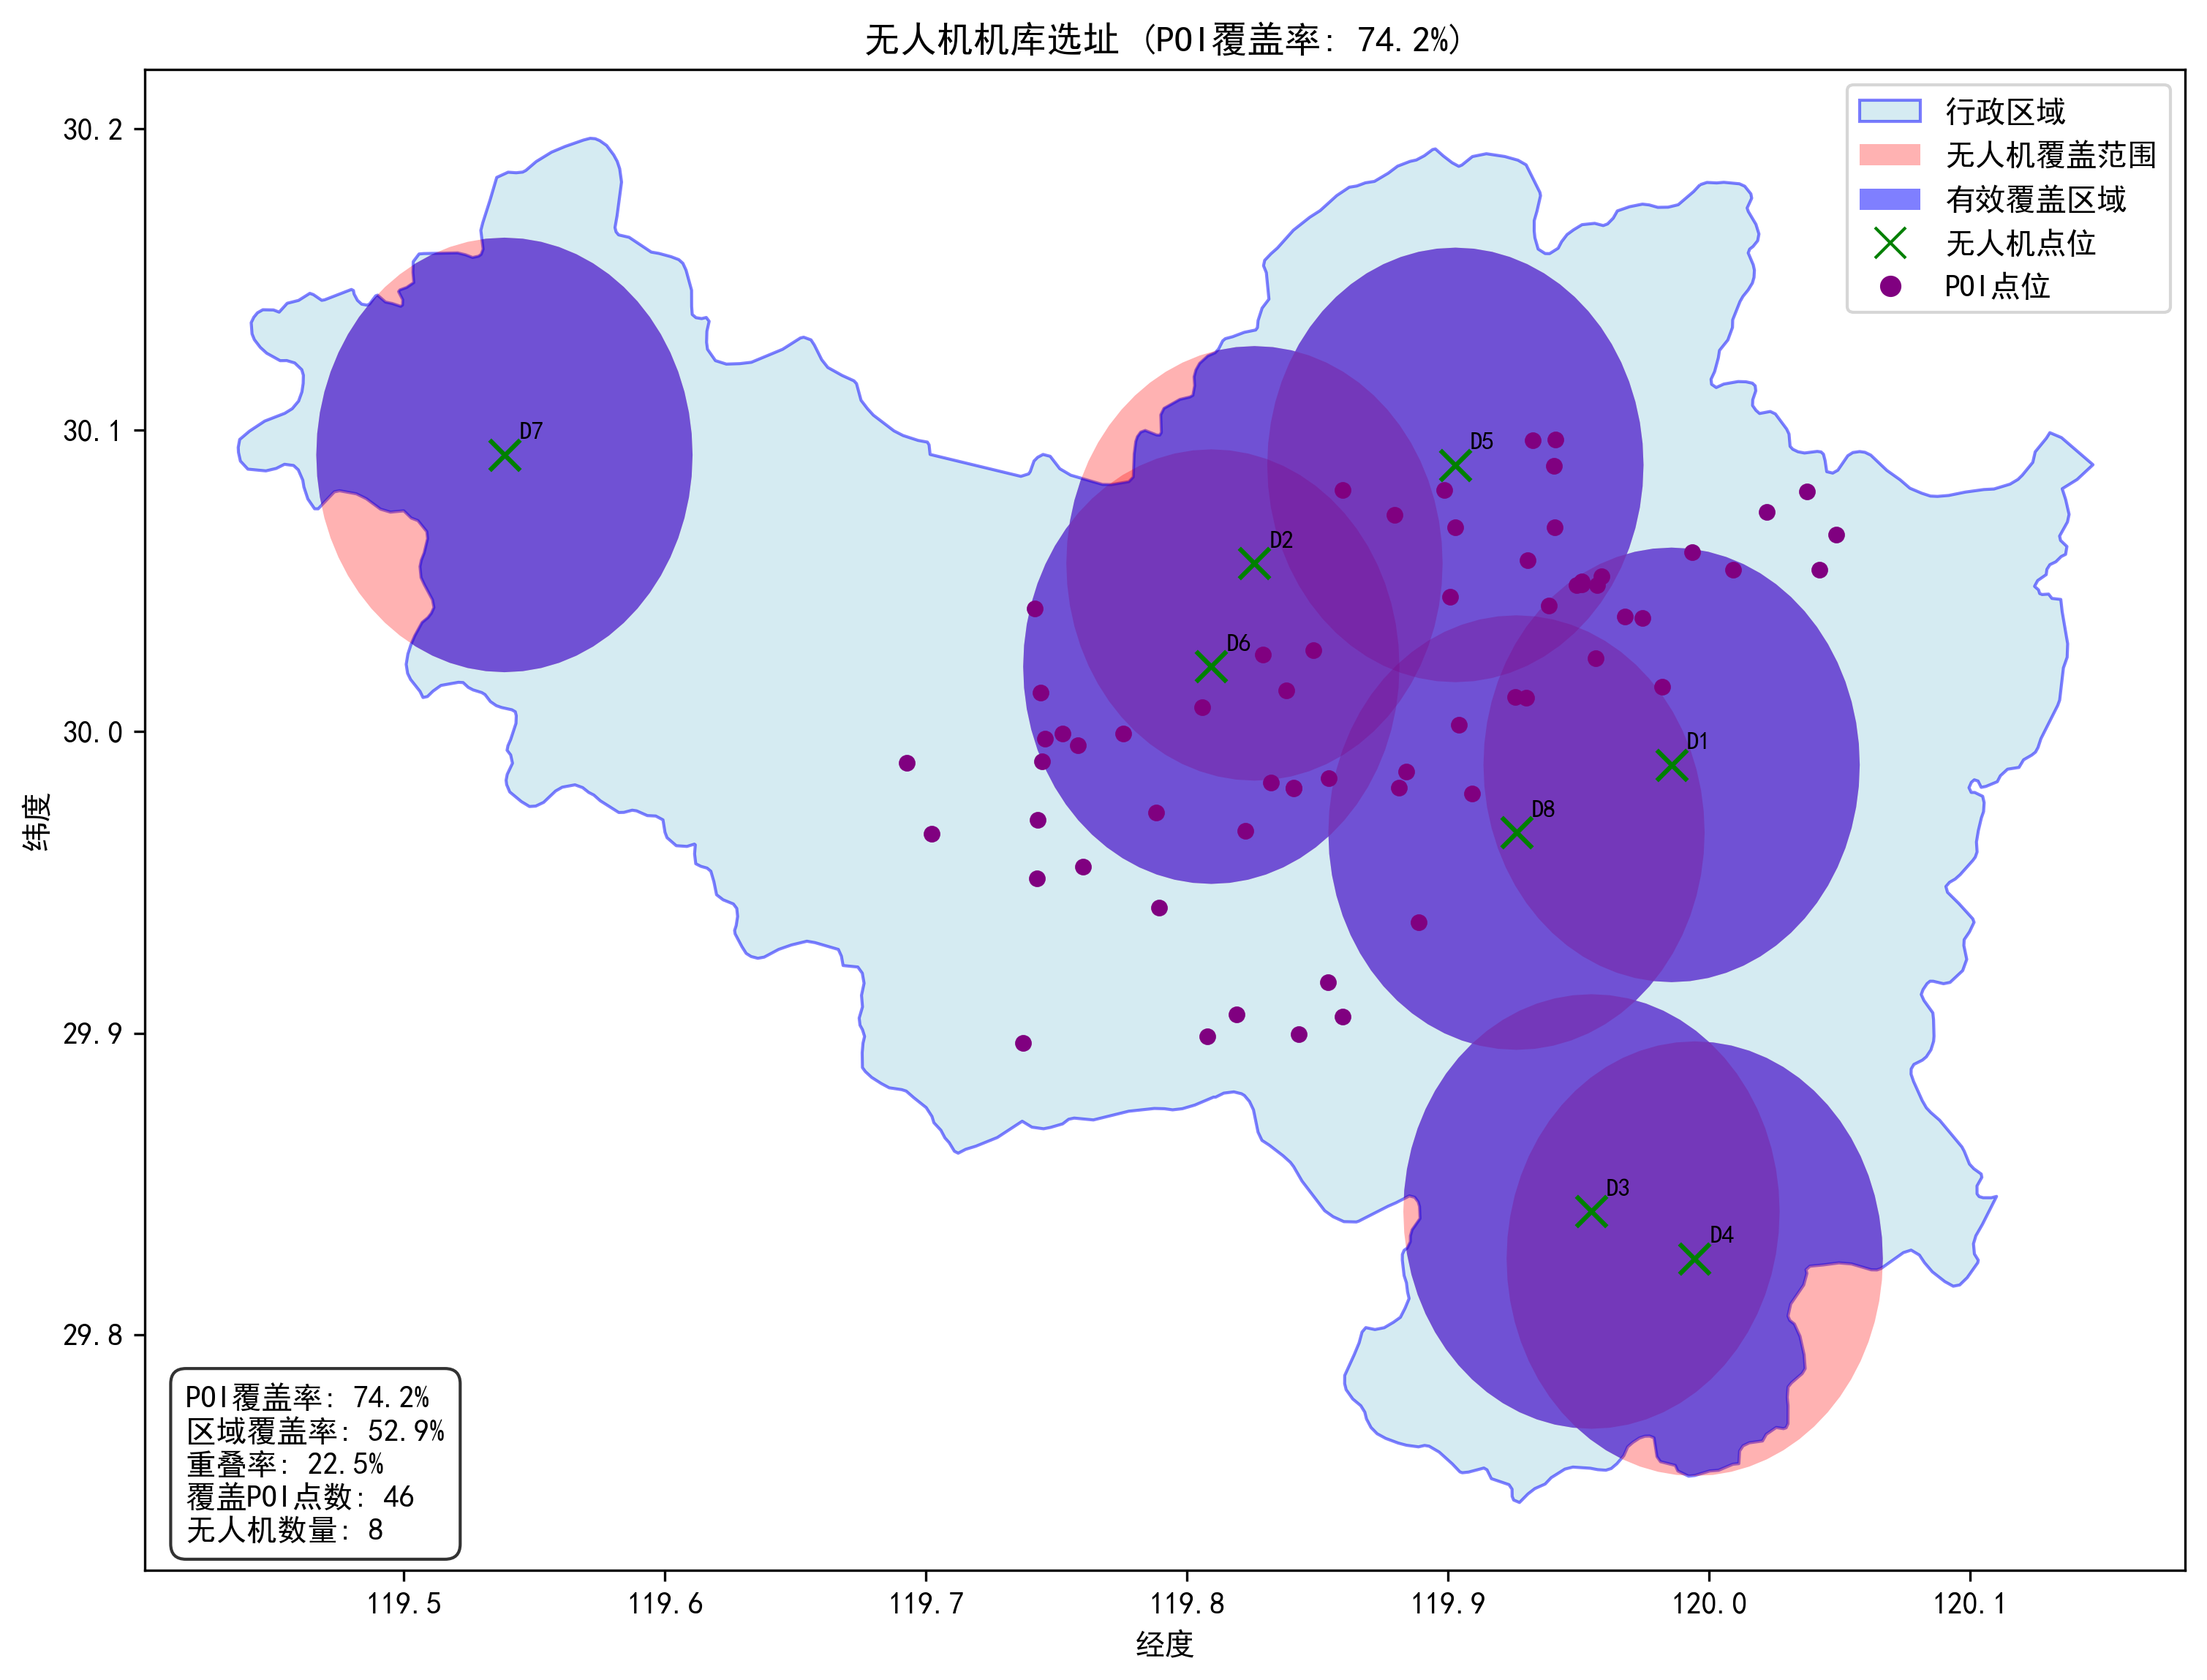 无人机机库选址 (POI覆盖率: 74.2%)
行政区域
无人机覆盖范围
有效覆盖区域
无人机点位
POI点位
30.2
30.1
30.0
29.9
29.8
纬度
D7
D5
D2
D6
D1
D8
D3
D4
POI覆盖率: 74.2%
区域覆盖率: 52.9%
重叠率: 22.5%
覆盖POI点数: 46
无人机数量: 8
119.5 119.6 119.7 119.8 119.9 120.0 120.1
经度